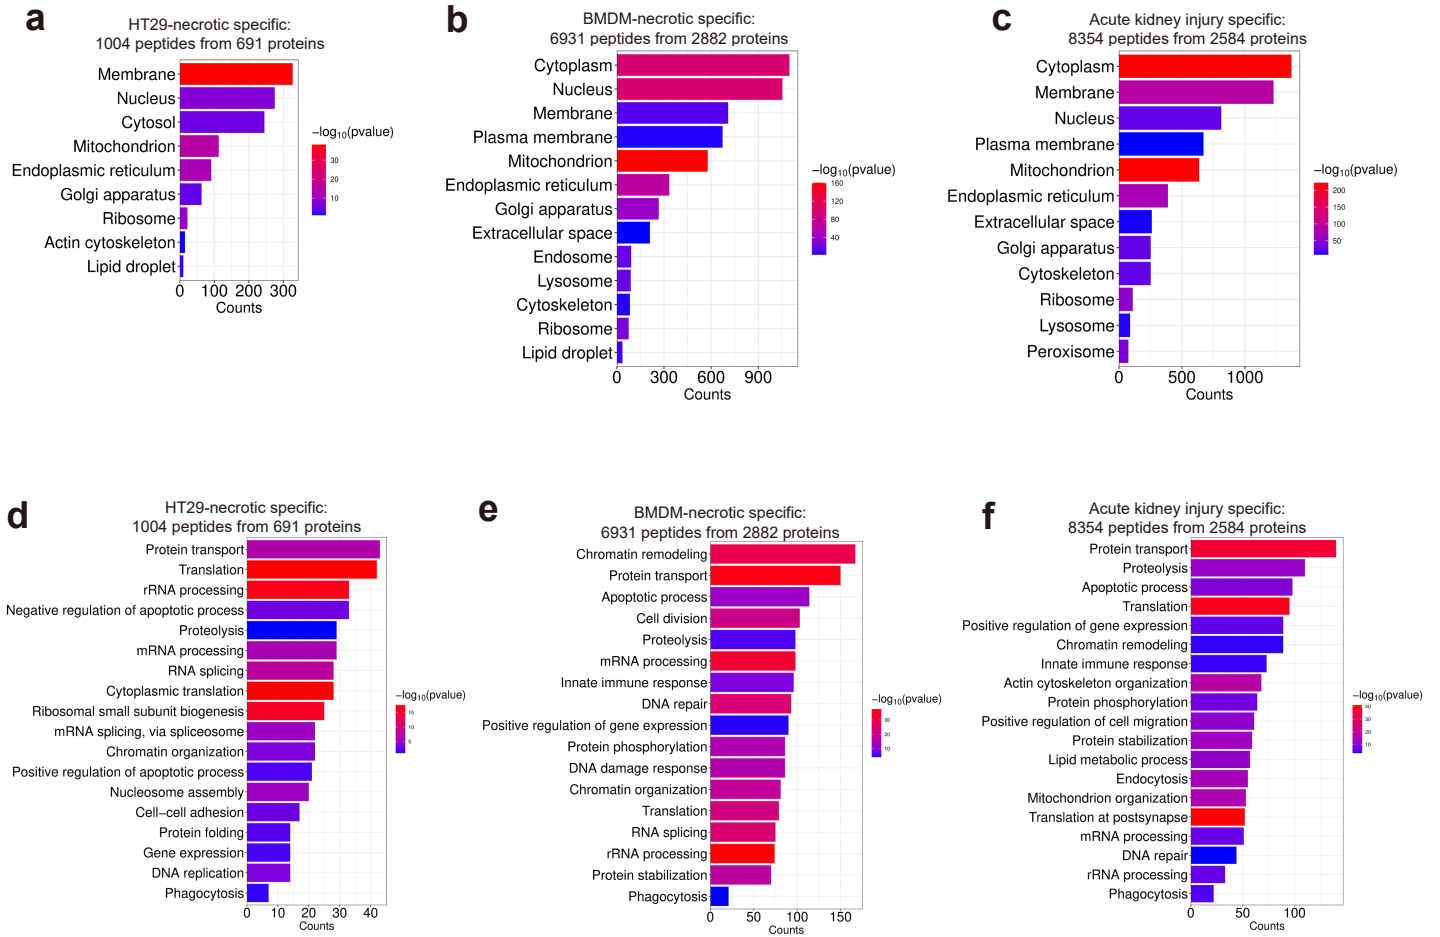 a
HT29-necrotic specific:
1004 peptides from 691 proteins
Membrane
Nucleus
Cytosol
Mitochondrion
Endoplasmic reticulum
Golgi apparatus
Ribosome
Actin cytoskeleton
Lipid droplet
0 100 200 300
Counts
−log10(pvalue)
30
20
10
b
BMDM-necrotic specific:
6931 peptides from 2882 proteins
Cytoplasm
Nucleus
Membrane
Plasma membrane
Mitochondrion
Endoplasmic reticulum
Golgi apparatus
Extracellular space
Endosome
Lysosome
Cytoskeleton
Ribosome
Lipid droplet
0 300 600 900
Counts
−log10(pvalue)
160
120
80
40
c
Acute kidney injury specific:
8354 peptides from 2584 proteins
Cytoplasm
Membrane
Nucleus
Plasma membrane
Mitochondrion
Endoplasmic reticulum
Extracellular space
Golgi apparatus
Cytoskeleton
Ribosome
Lysosome
Peroxisome
0 500 1000
Counts
−log10(pvalue)
200
150
100
50
d
HT29-necrotic specific:
1004 peptides from 691 proteins
Protein transport
Translation
rRNA processing
Negative regulation of apoptotic process
Proteolysis
mRNA processing
RNA splicing
Cytoplasmic translation
Ribosomal small subunit biogenesis
mRNA splicing, via spliceosome
Chromatin organization
Positive regulation of apoptotic process
Nucleosome assembly
Cell−cell adhesion
Protein folding
Gene expression
DNA replication
Phagocytosis
0 10 20 30 40
Counts
−log10(pvalue)
15
10
5
e
BMDM-necrotic specific:
6931 peptides from 2882 proteins
Chromatin remodeling
Protein transport
Apoptotic process
Cell division
Proteolysis
mRNA processing
Innate immune response
DNA repair
Positive regulation of gene expression
Protein phosphorylation
DNA damage response
Chromatin organization
Translation
RNA splicing
rRNA processing
Protein stabilization
Phagocytosis
0 50 100 150
Counts
−log10(pvalue)
30
20
10
f
Acute kidney injury specific:
8354 peptides from 2584 proteins
Protein transport
Proteolysis
Apoptotic process
Translation
Positive regulation of gene expression
Chromatin remodeling
Innate immune response
Actin cytoskeleton organization
Protein phosphorylation
Positive regulation of cell migration
Protein stabilization
Lipid metabolic process
Endocytosis
Mitochondrion organization
Translation at postsynapse
mRNA processing
DNA repair
rRNA processing
Phagocytosis
0 50 100
Counts
−log10(pvalue)
40
30
20
10